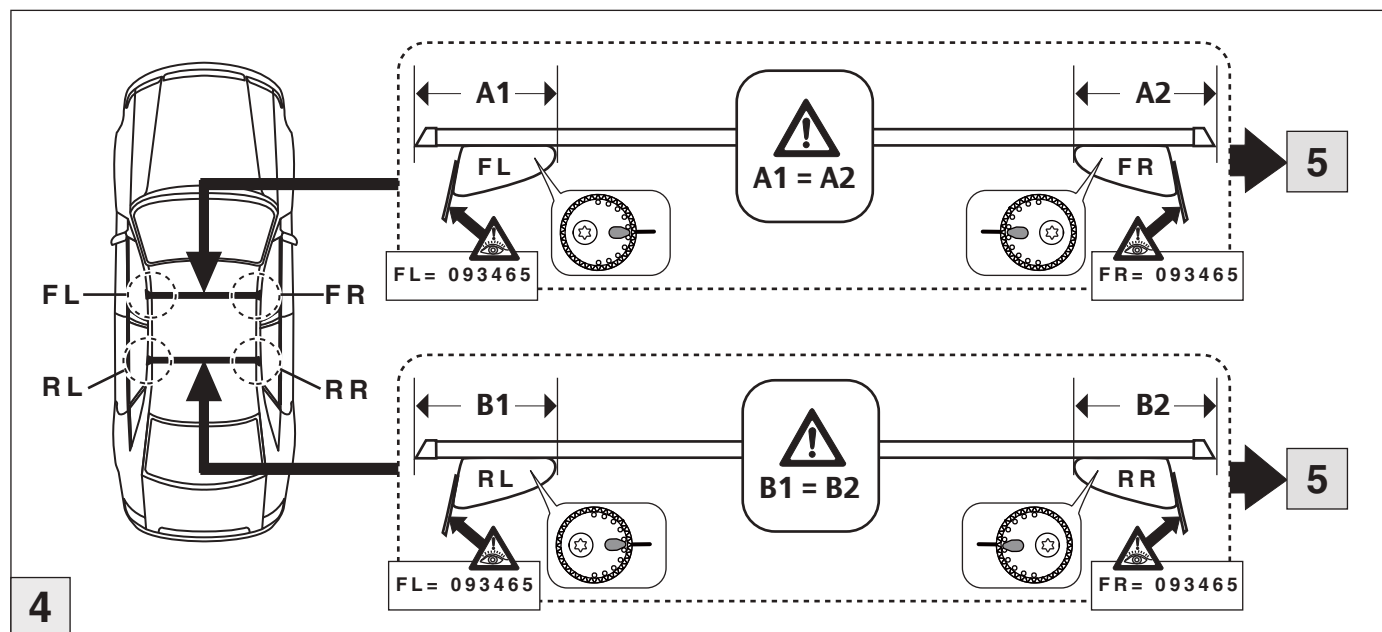 A1
A2
A1 = A2
FL
FR
5
FL= 093465
FR= 093465
FL
FR
RL
RR
B1
B2
B1 = B2
RL
RR
5
FL= 093465
FR= 093465
4